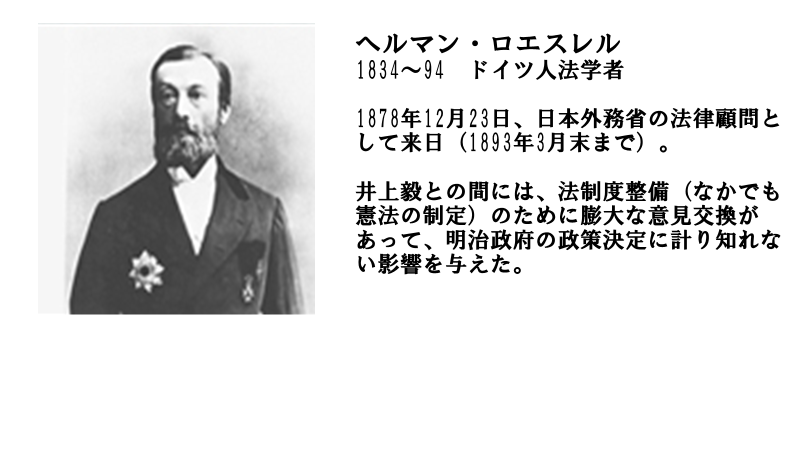 ヘルマン・ロエスレル
1834〜94　ドイツ人法学者
1878年12月23日、日本外務省の法律顧問と
して来日（1893年3月末まで）。
井上毅との間には、法制度整備（なかでも
憲法の制定）のために膨大な意見交換が
あって、明治政府の政策決定に計り知れな
い影響を与えた。